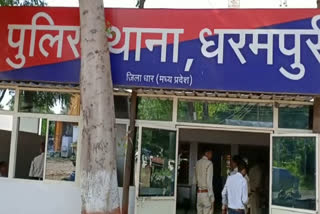 पुलिस थाना, धरमपुरी
जिला धार (मध्य प्रदेश)